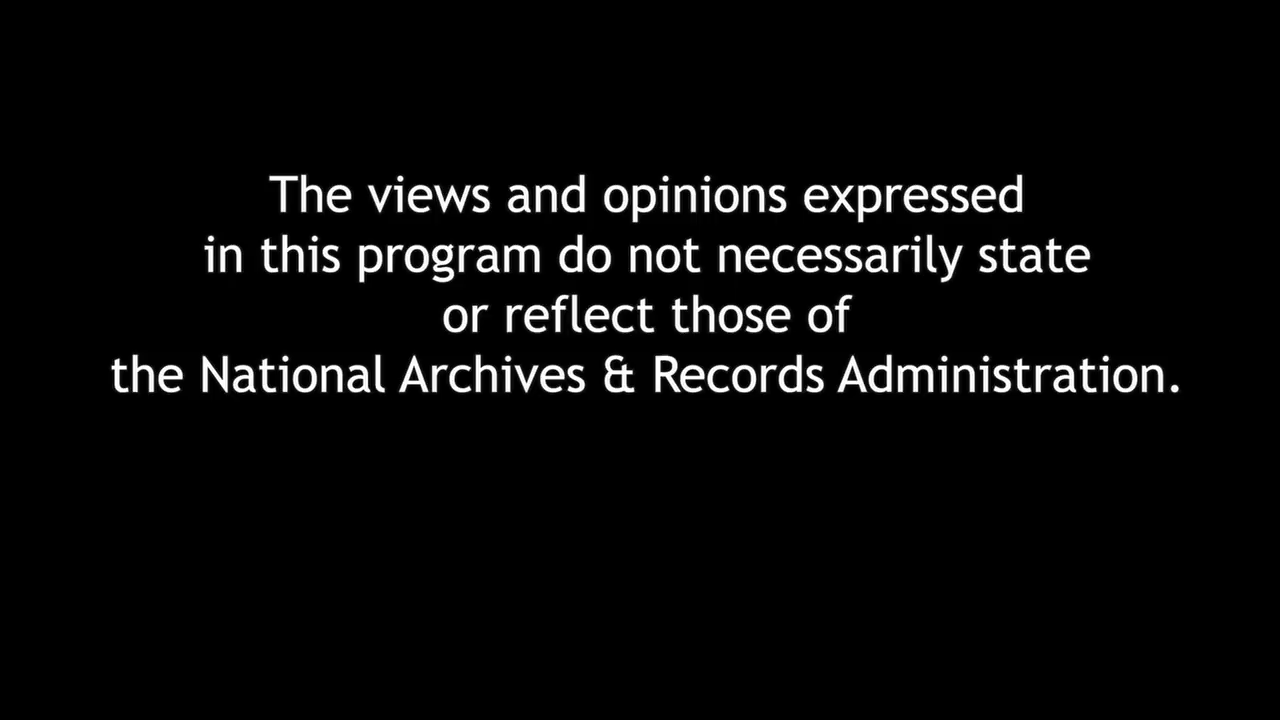 The views and opinions expressed
in this program do not necessarily state
or reflect those of
the National Archives & Records Administration.